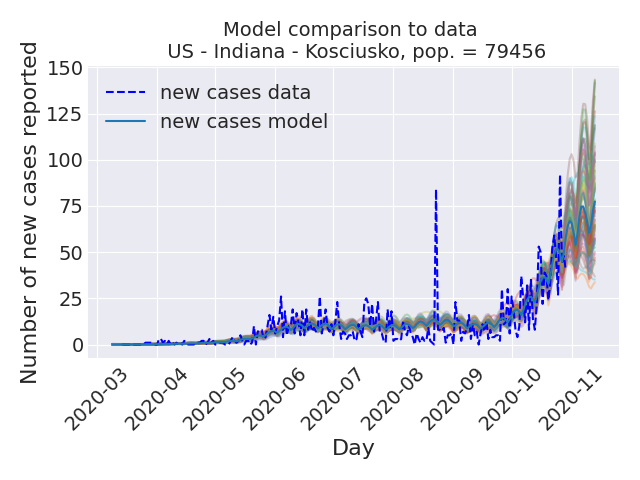 Model comparison to data
US - Indiana - Kosciusko, pop. = 79456
Number of new cases reported
150
125
100
75
50
25
0
new cases data
new cases model
2020-03
2020-04
2020-05
2020-06
2020-07
2020-08
2020-09
2020-10
2020-11
Day